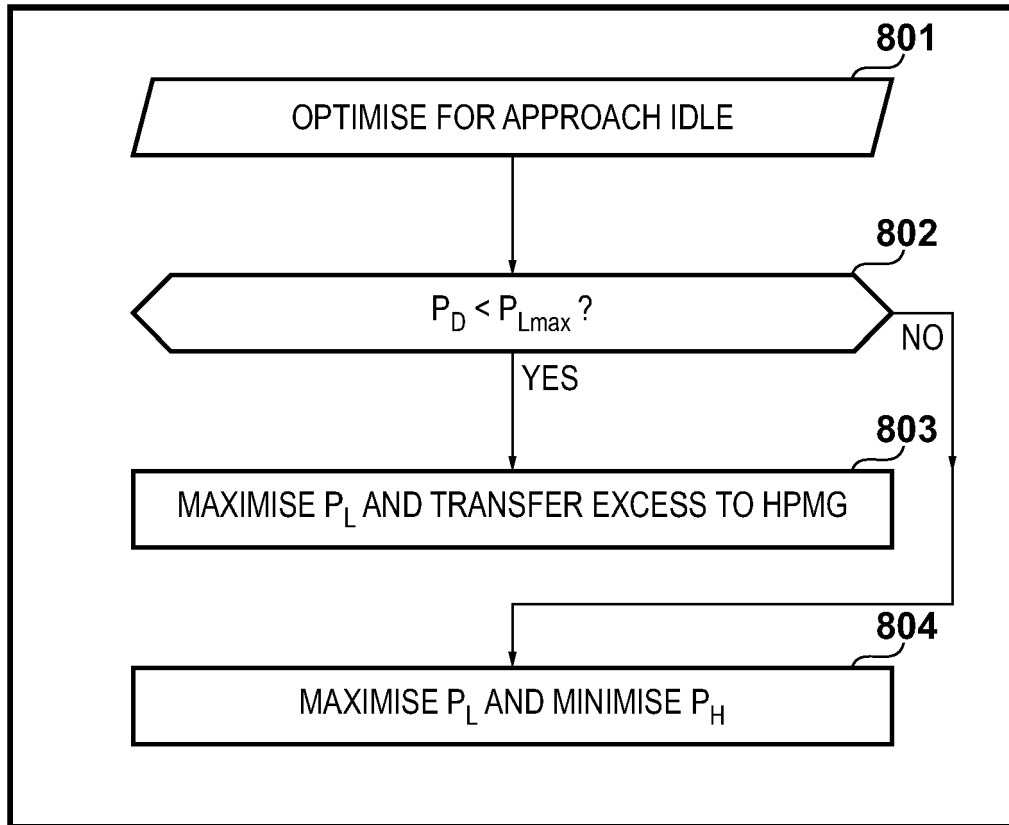 801
OPTIMISE FOR APPROACH IDLE
802
P_D < P_Lmax ?
NO
YES
803
MAXIMISE P_L AND TRANSFER EXCESS TO HPMG
804
MAXIMISE P_L AND MINIMISE P_H